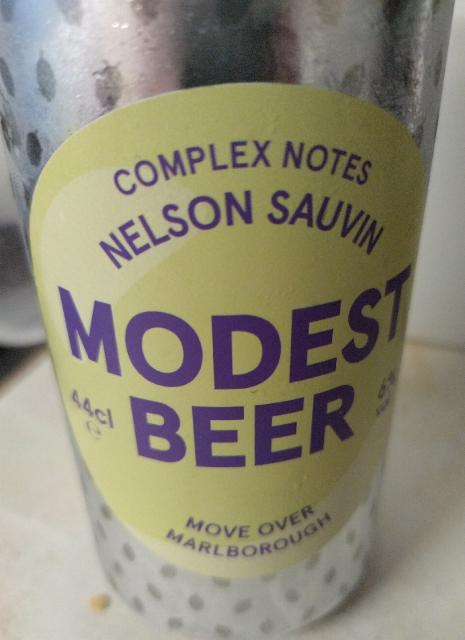 COMPLEX NOTES
NELSON SAUVIN
MODEST
BEER
44cl
e
MOVE OVER
MARLBOROUGH